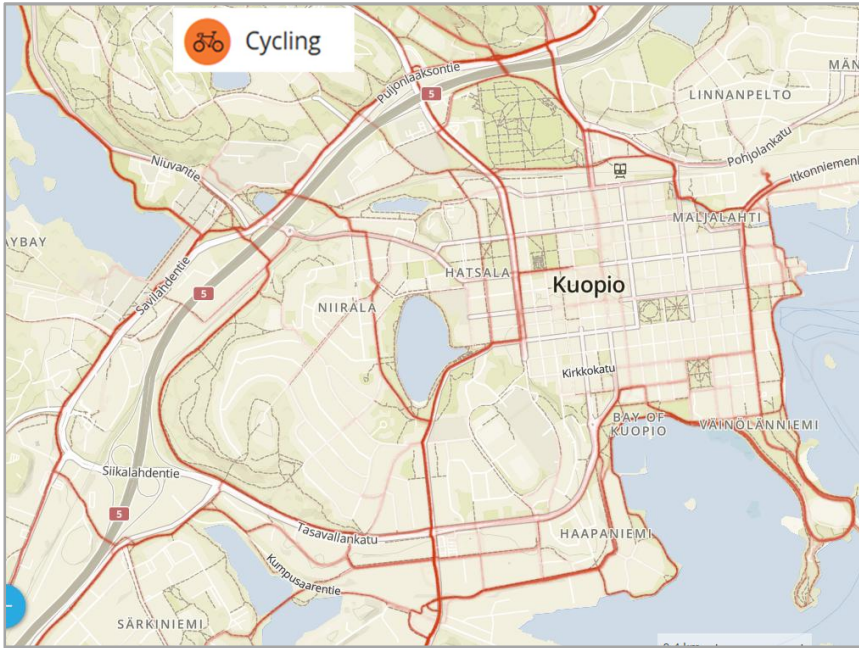 Cycling
Puijonlaaksontie
5
LINNANPELTO
MÄN
Pohjolankatu
Niuvantie
Itkonniemenk
MALJALAHTI
AYBAY
HATSALA
Savilahdentie
5
Kuopio
NIIRALA
Kirkkokatu
BAY OF
KUOPIO
VÄINÖLÄNNIEMI
Siikalahdentie
5
Tasavallankatu
HAAPANIEMI
Kumpusaarentie
SÄRKINIEMI